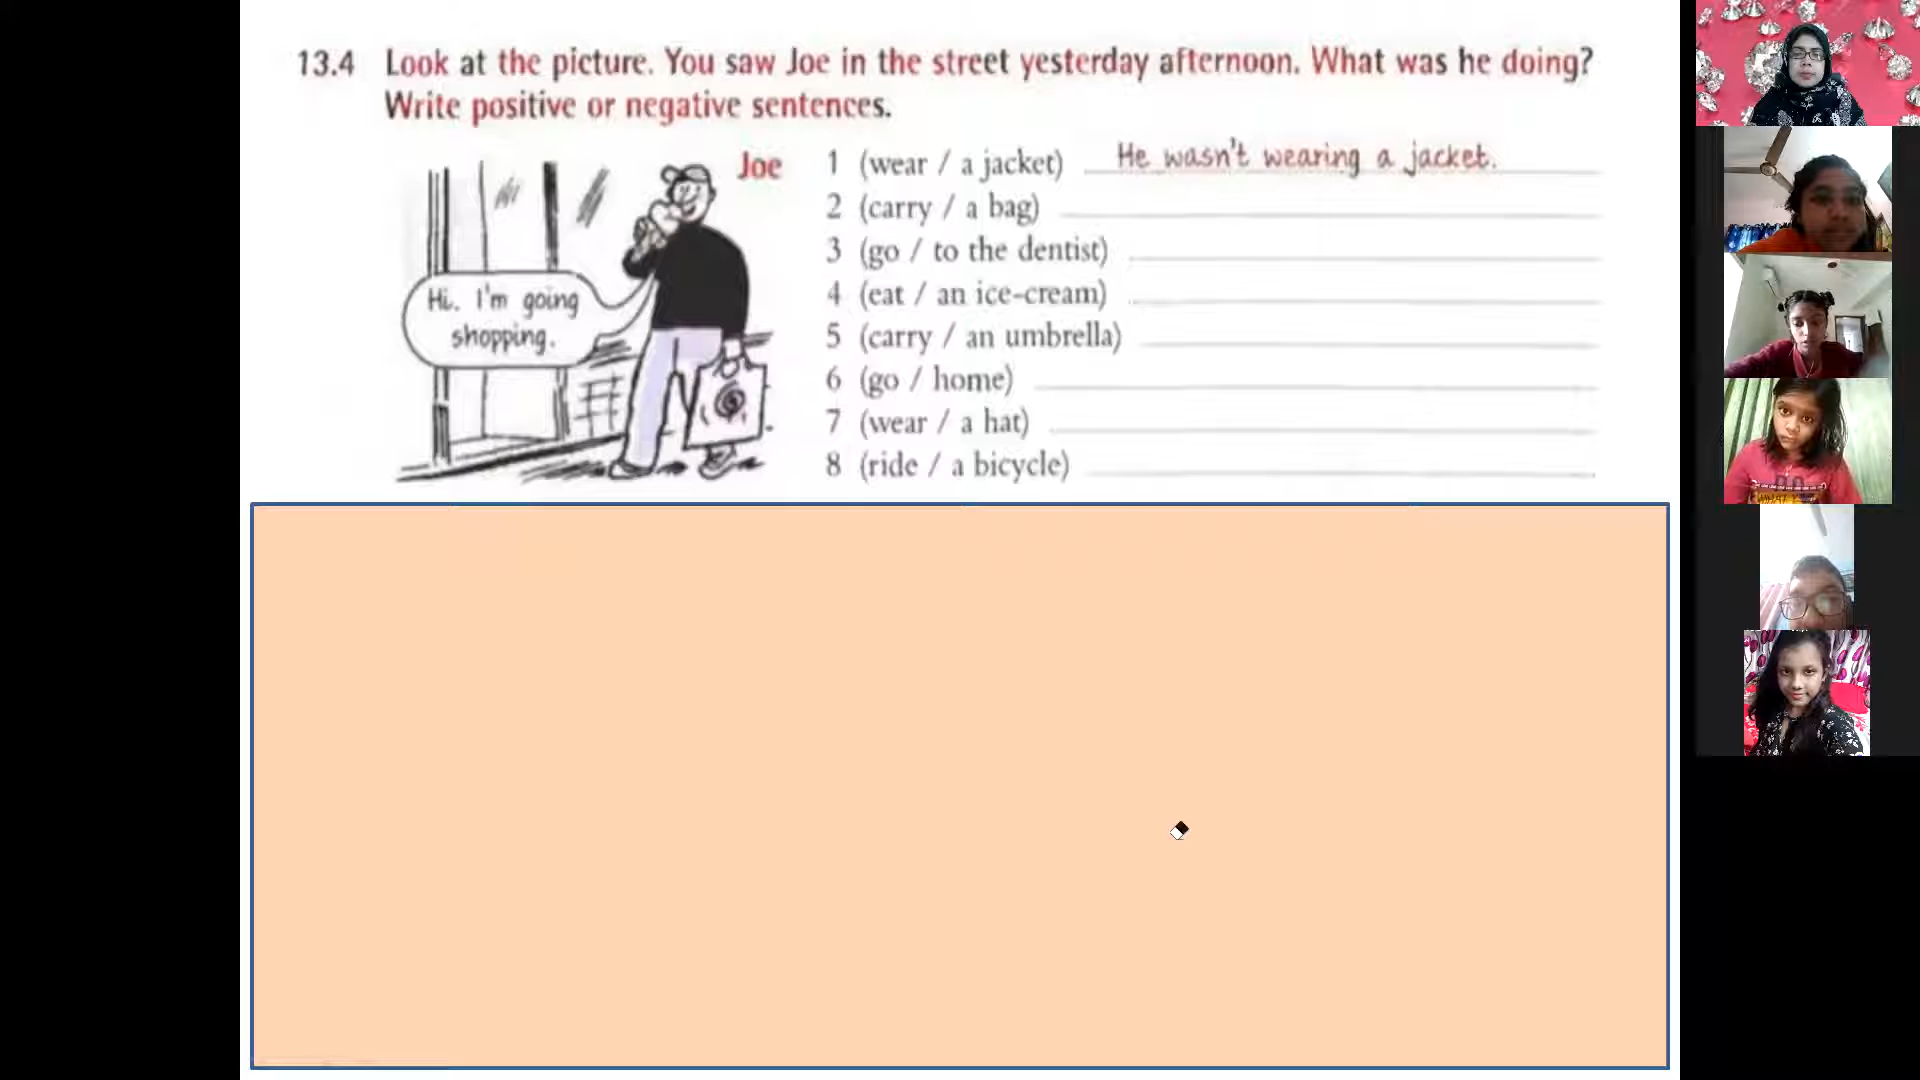 13.4 Look at the picture. You saw Joe in the street yesterday afternoon. What was he doing?
Write positive or negative sentences.
Joe
Hi. I'm going
shopping.
1 (wear / a jacket) He wasn't wearing a jacket.
2 (carry / a bag)
3 (go / to the dentist)
4 (eat / an ice-cream)
5 (carry / an umbrella)
6 (go / home)
7 (wear / a hat)
8 (ride / a bicycle)